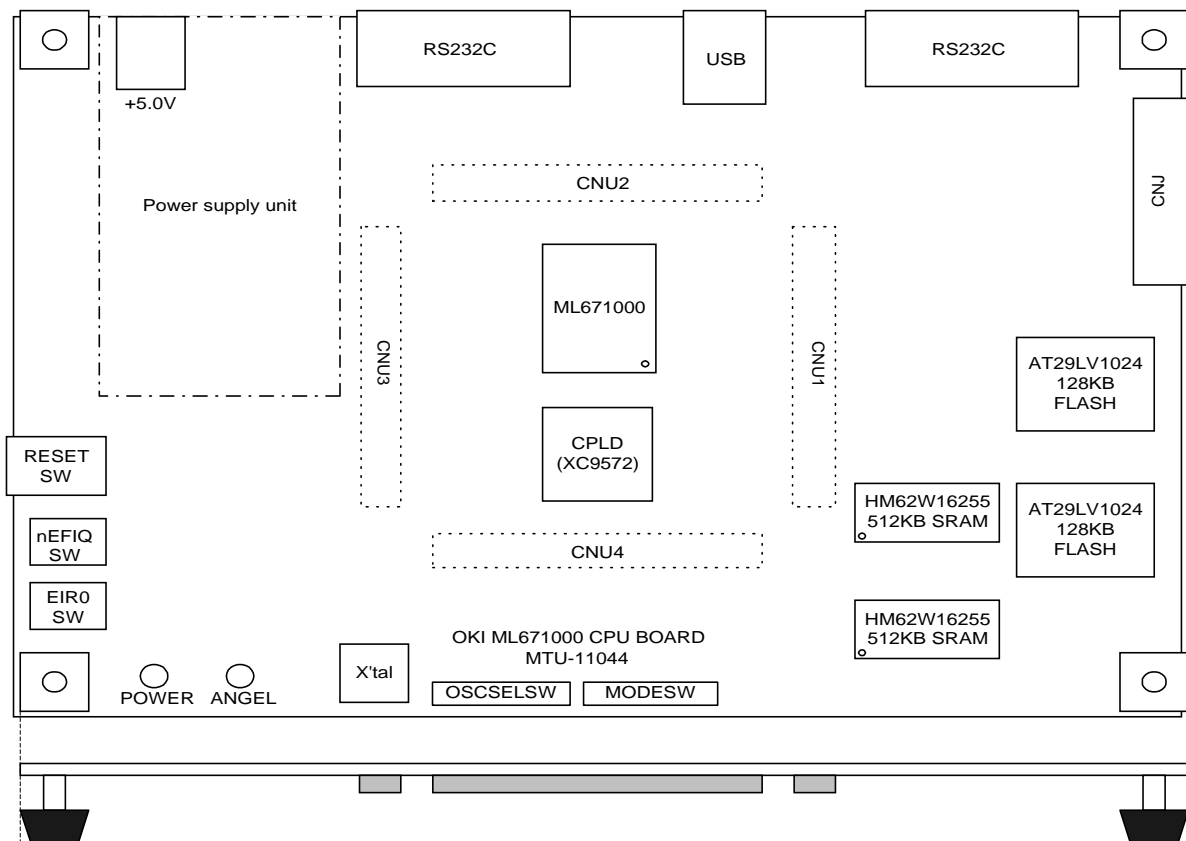 RS232C
USB
RS232C
+5.0V
CNU2
CNJ
Power supply unit
ML671000
CNU3
CNU1
AT29LV1024
128KB
FLASH
CPLD
(XC9572)
RESET
SW
HM62W16255
512KB SRAM
AT29LV1024
128KB
FLASH
nEFIQ
SW
CNU4
EIR0
SW
HM62W16255
512KB SRAM
OKI ML671000 CPU BOARD
MTU-11044
X'tal
POWER
ANGEL
OSCSELSW
MODESW